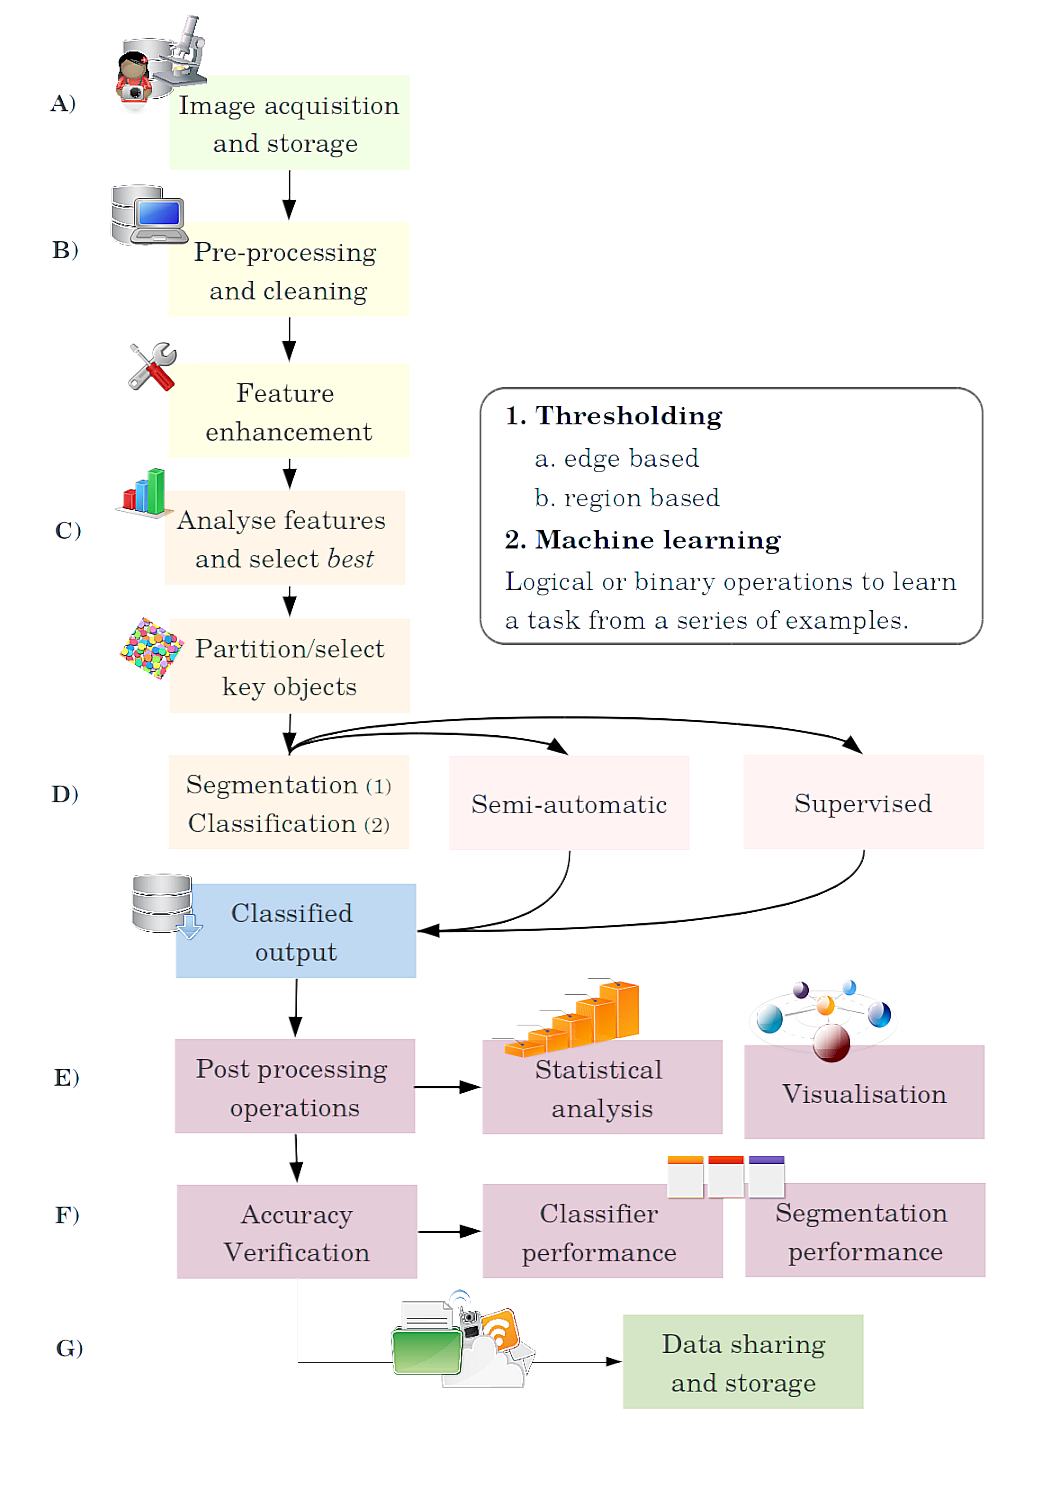 A)
Image acquisition
and storage
B)
Pre-processing
and cleaning
Feature
enhancement
1. Thresholding
a. edge based
b. region based
2. Machine learning
Logical or binary operations to learn
a task from a series of examples.
C)
Analyse features
and select best
Partition/select
key objects
D)
Segmentation (1)
Classification (2)
Semi-automatic
Supervised
Classified
output
E)
Post processing
operations
Statistical
analysis
Visualisation
F)
Accuracy
Verification
Classifier
performance
Segmentation
performance
G)
Data sharing
and storage